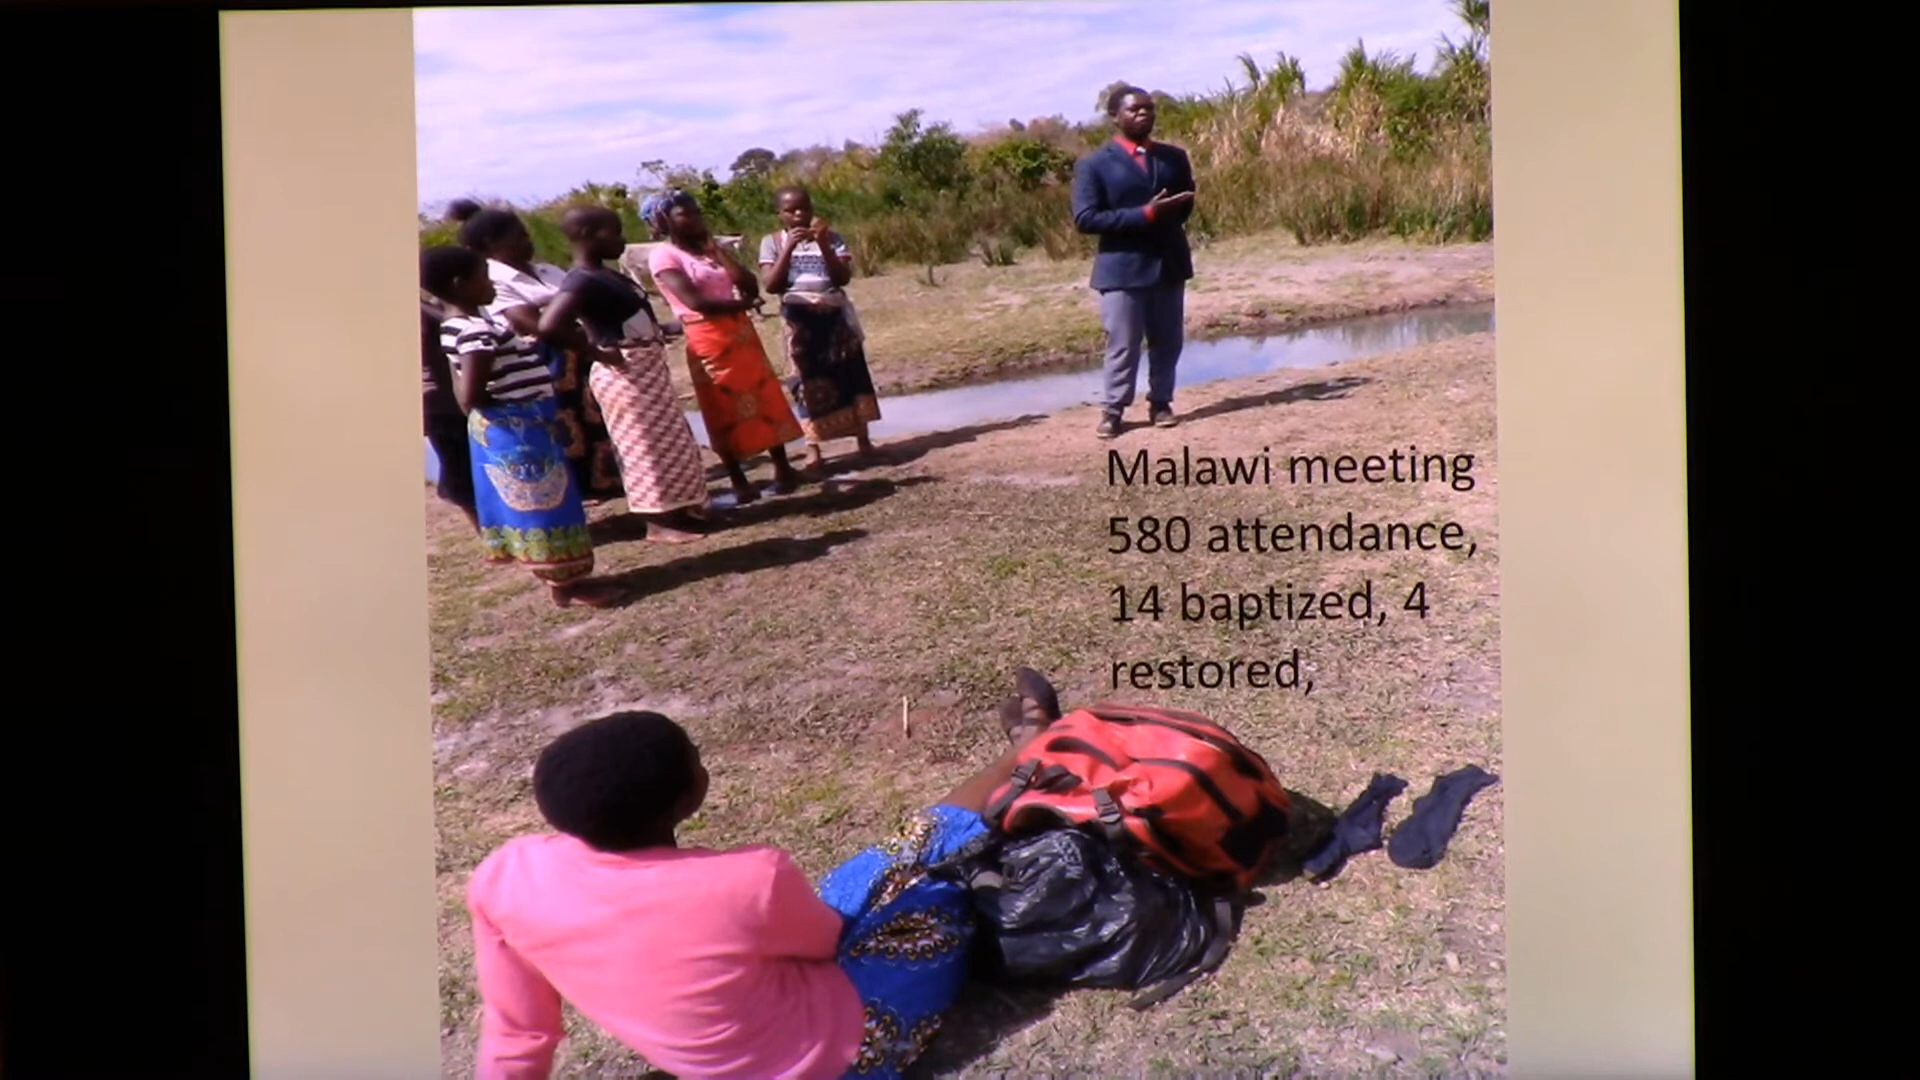 Malawi meeting
580 attendance,
14 baptized, 4
restored,